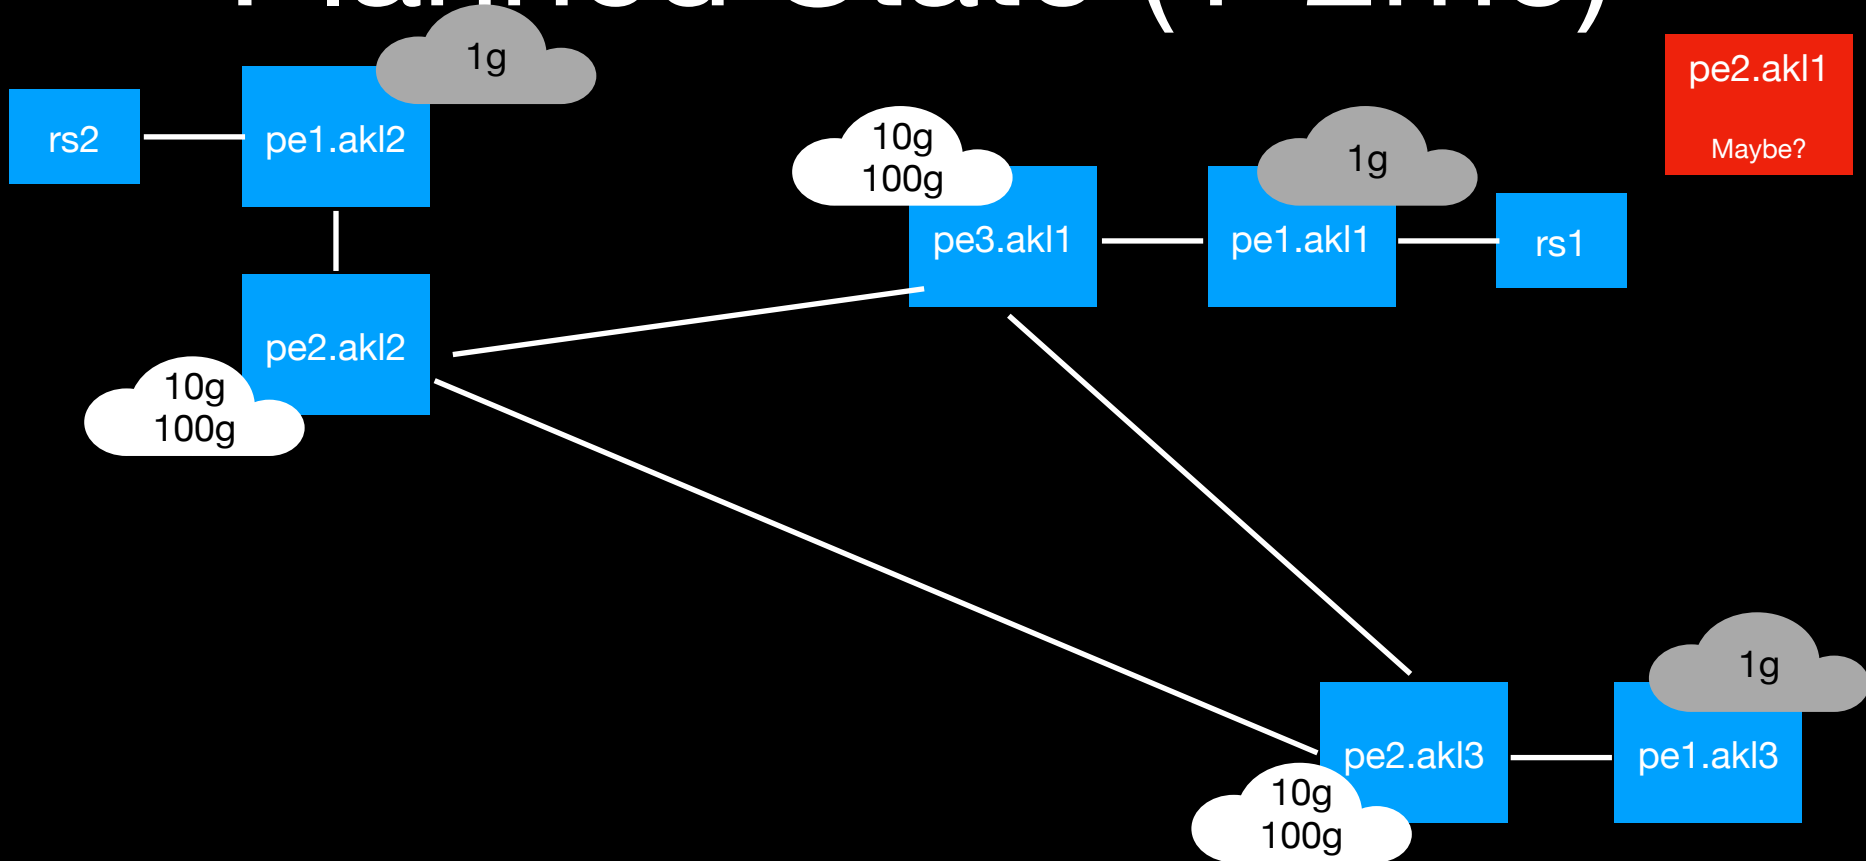 1g
pe2.akl1
Maybe?
rs2
pe1.akl2
10g
100g
1g
pe3.akl1
pe1.akl1
rs1
pe2.akl2
10g
100g
1g
pe2.akl3
pe1.akl3
10g
100g